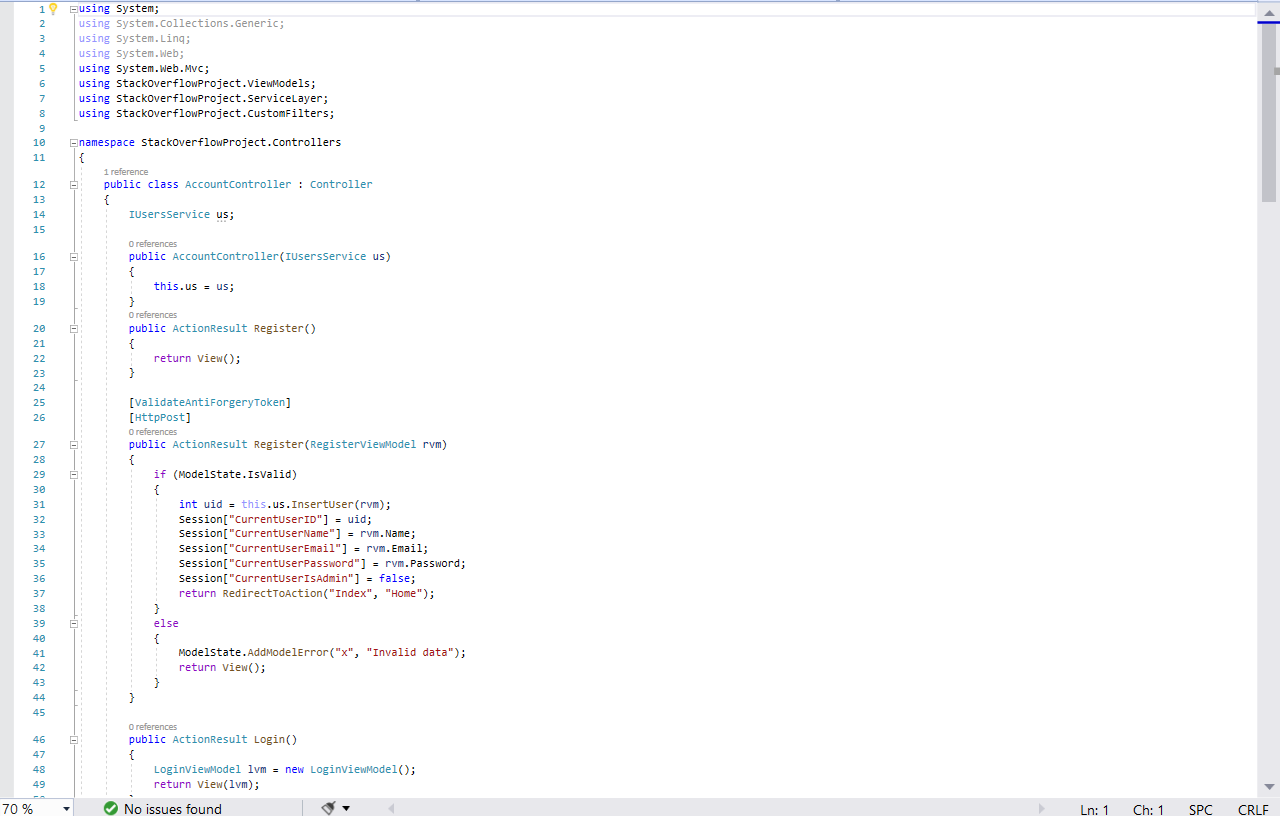 1 using System;
2 using System.Collections.Generic;
3 using System.Linq;
4 using System.Web;
5 using System.Web.Mvc;
6 using StackOverflowProject.ViewModels;
7 using StackOverflowProject.ServiceLayer;
8 using StackOverflowProject.CustomFilters;
9
10 namespace StackOverflowProject.Controllers
11 {
1 reference
12 public class AccountController : Controller
13 {
14 IUsersService us;
15
0 references
16 public AccountController(IUsersService us)
17 {
18 this.us = us;
19 }
0 references
20 public ActionResult Register()
21 {
22 return View();
23 }
24
25 [ValidateAntiForgeryToken]
26 [HttpPost]
0 references
27 public ActionResult Register(RegisterViewModel rvm)
28 {
29 if (ModelState.IsValid)
30 {
31 int uid = this.us.InsertUser(rvm);
32 Session["CurrentUserID"] = uid;
33 Session["CurrentUserName"] = rvm.Name;
34 Session["CurrentUserEmail"] = rvm.Email;
35 Session["CurrentUserPassword"] = rvm.Password;
36 Session["CurrentUserIsAdmin"] = false;
37 return RedirectToAction("Index", "Home");
38 }
39 else
40 {
41 ModelState.AddModelError("x", "Invalid data");
42 return View();
43 }
44 }
45
0 references
46 public ActionResult Login()
47 {
48 LoginViewModel lvm = new LoginViewModel();
49 return View(lvm);
70 % No issues found Ln: 1 Ch: 1 SPC CRLF